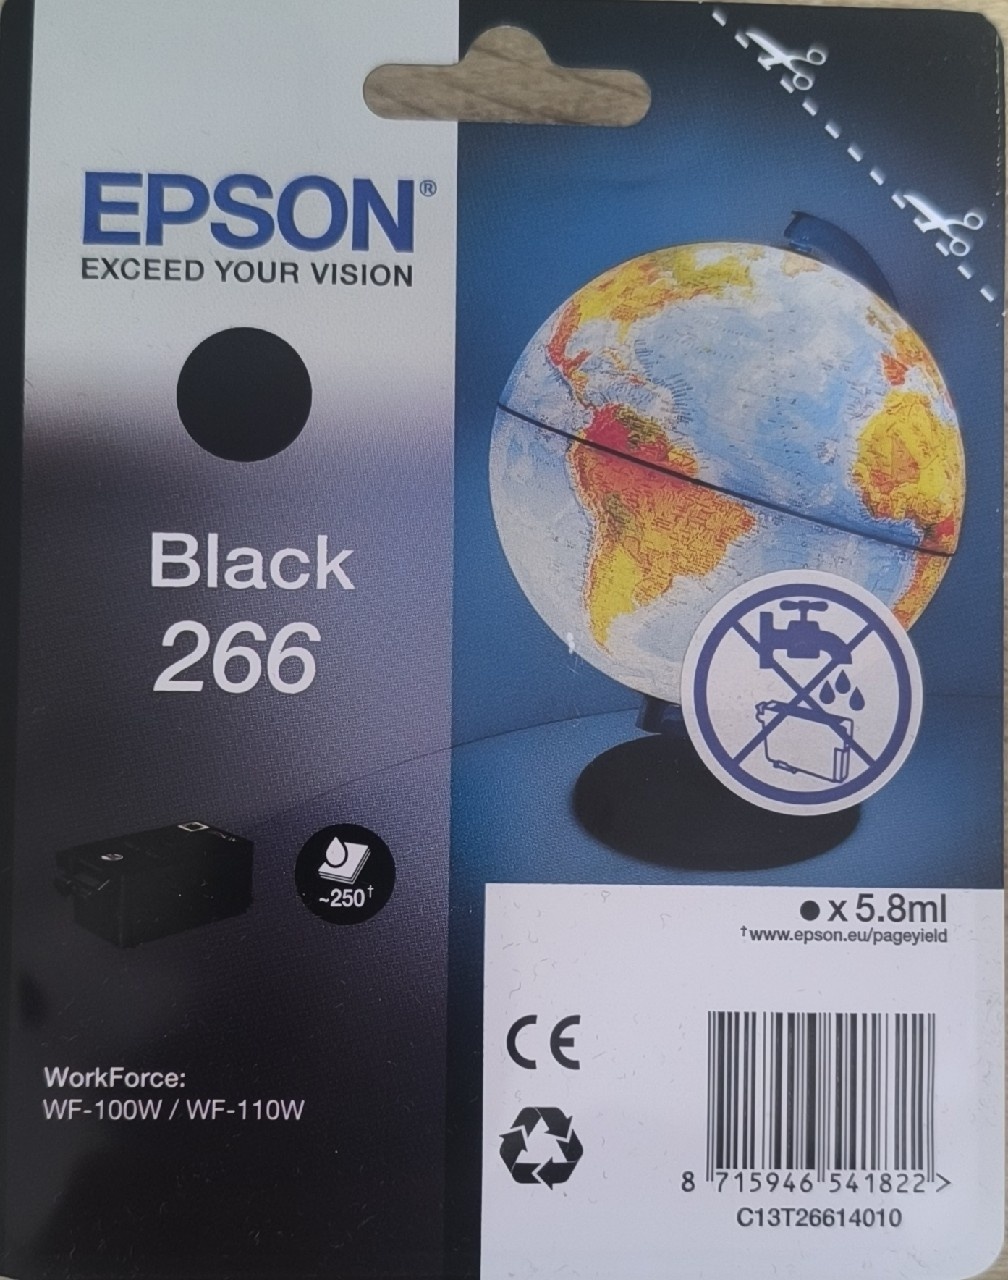 EPSON®
EXCEED YOUR VISION
Black
266
~250†
WorkForce:
WF-100W / WF-110W
x 5.8ml
†www.epson.eu/pageyield
CE
8 715946 541822 >
C13T26614010